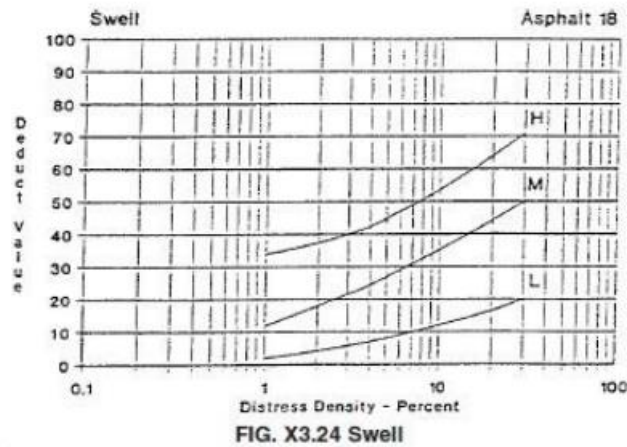 Swell Asphalt 18
100
90
80
70
60
50
40
30
20
10
0
Deduct Value
H
M
L
0.1 1 10 100
Distress Density - Percent
FIG. X3.24 Swell